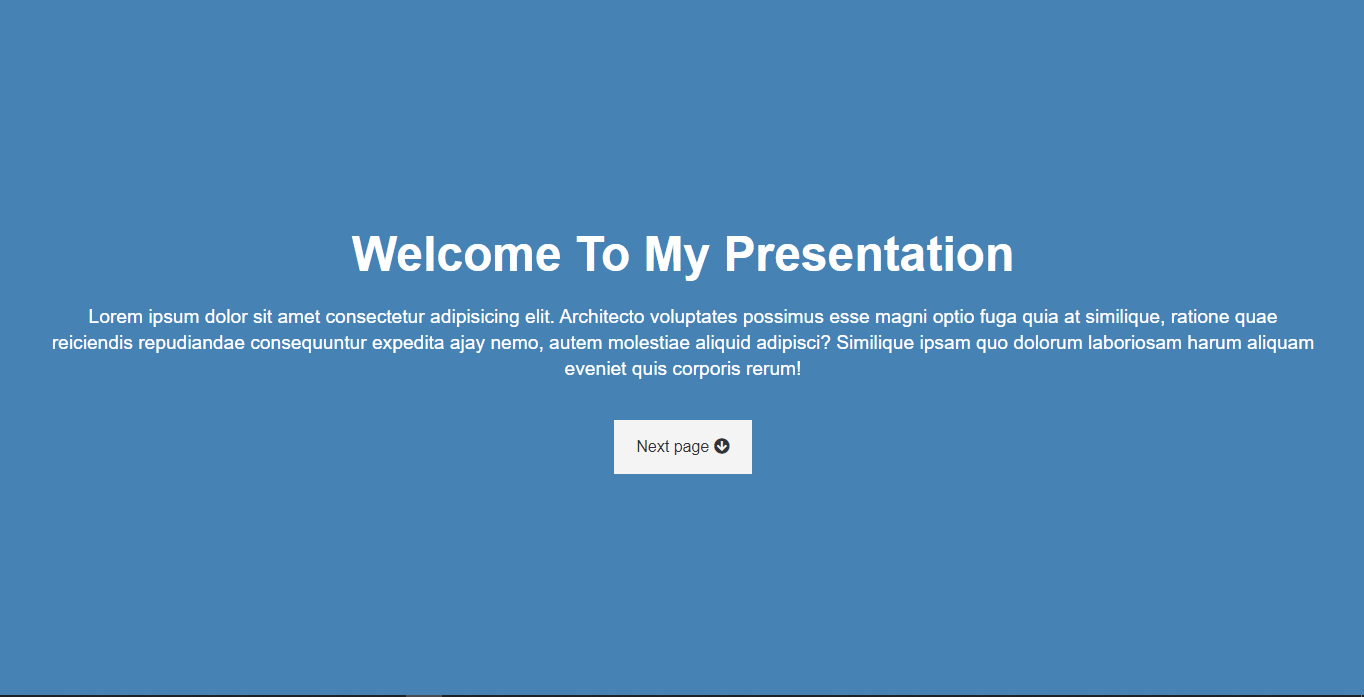 Welcome To My Presentation
Lorem ipsum dolor sit amet consectetur adipisicing elit. Architecto voluptates possimus esse magni optio fuga quia at similique, ratione quae
reiciendis repudiandae consequuntur expedita ajay nemo, autem molestiae aliquid adipisci? Similique ipsam quo dolorum laboriosam harum aliquam
eveniet quis corporis rerum!
Next page